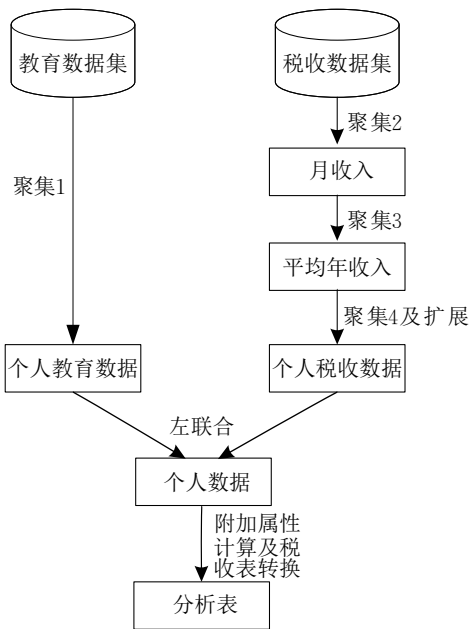 教育数据集
税收数据集
聚集2
月收入
聚集1
聚集3
平均年收入
聚集4及扩展
个人教育数据
个人税收数据
左联合
个人数据
附加属性
计算及税
收表转换
分析表